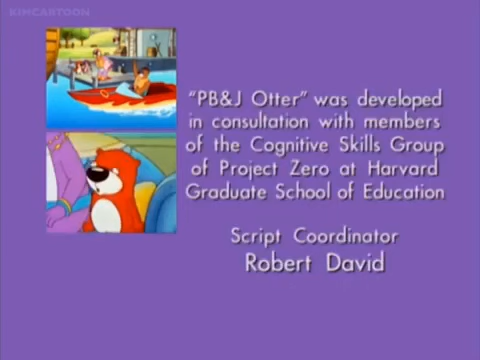 KIMCARTOON
"PB&J Otter" was developed
in consultation with members
of the Cognitive Skills Group
of Project Zero at Harvard
Graduate School of Education
Script Coordinator
Robert David